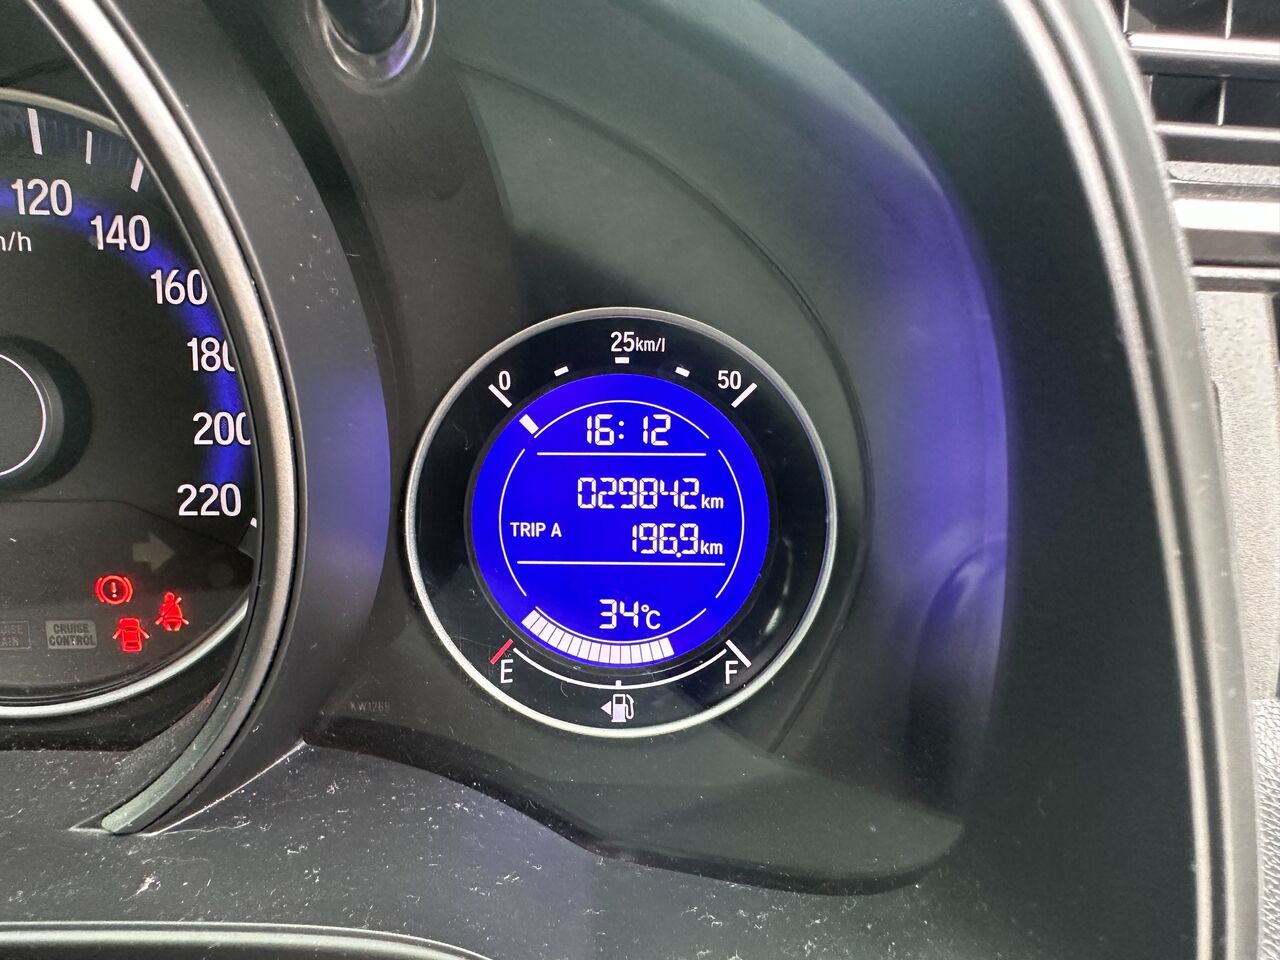 120
140
160
180
200
220
CRUISE
CONTROL
25km/l
0
50
16:12
029842km
TRIP A
196.9km
34°C
E
F
KW1269